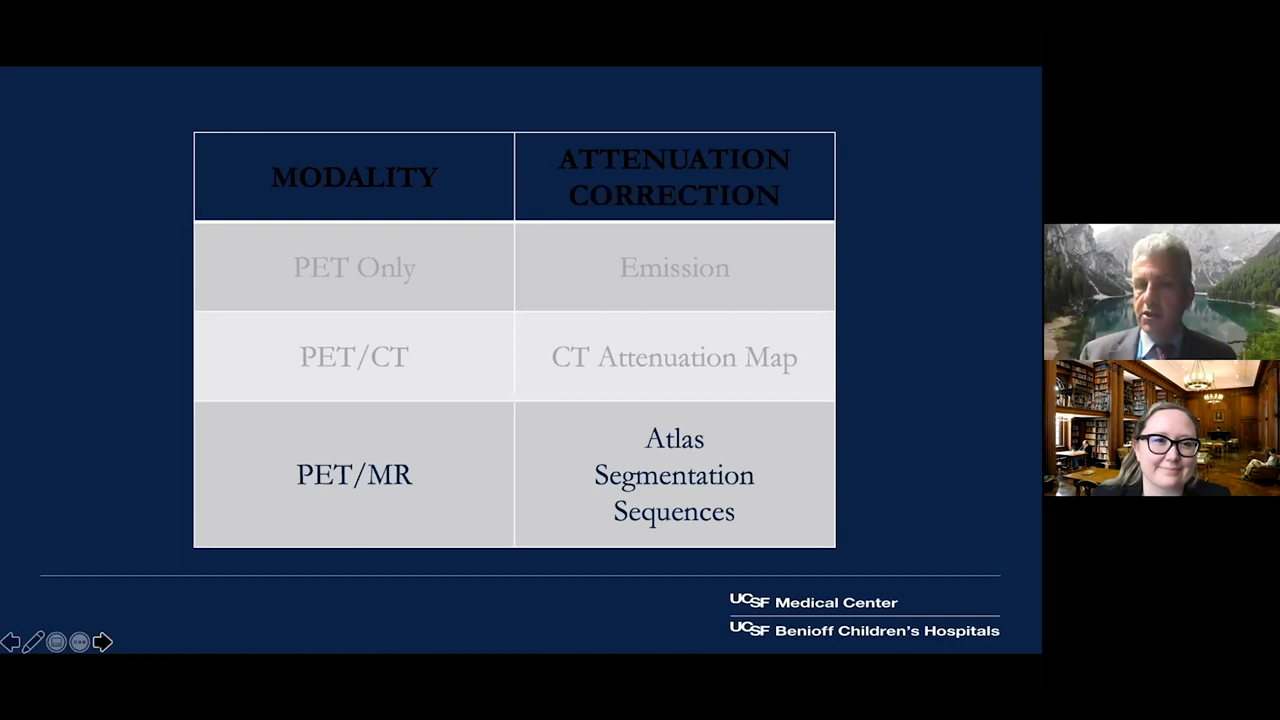 MODALITY
ATTENUATION
CORRECTION
PET Only
Emission
PET/CT
CT Attenuation Map
PET/MR
Atlas
Segmentation
Sequences
UCSF Medical Center
UCSF Benioff Children's Hospitals